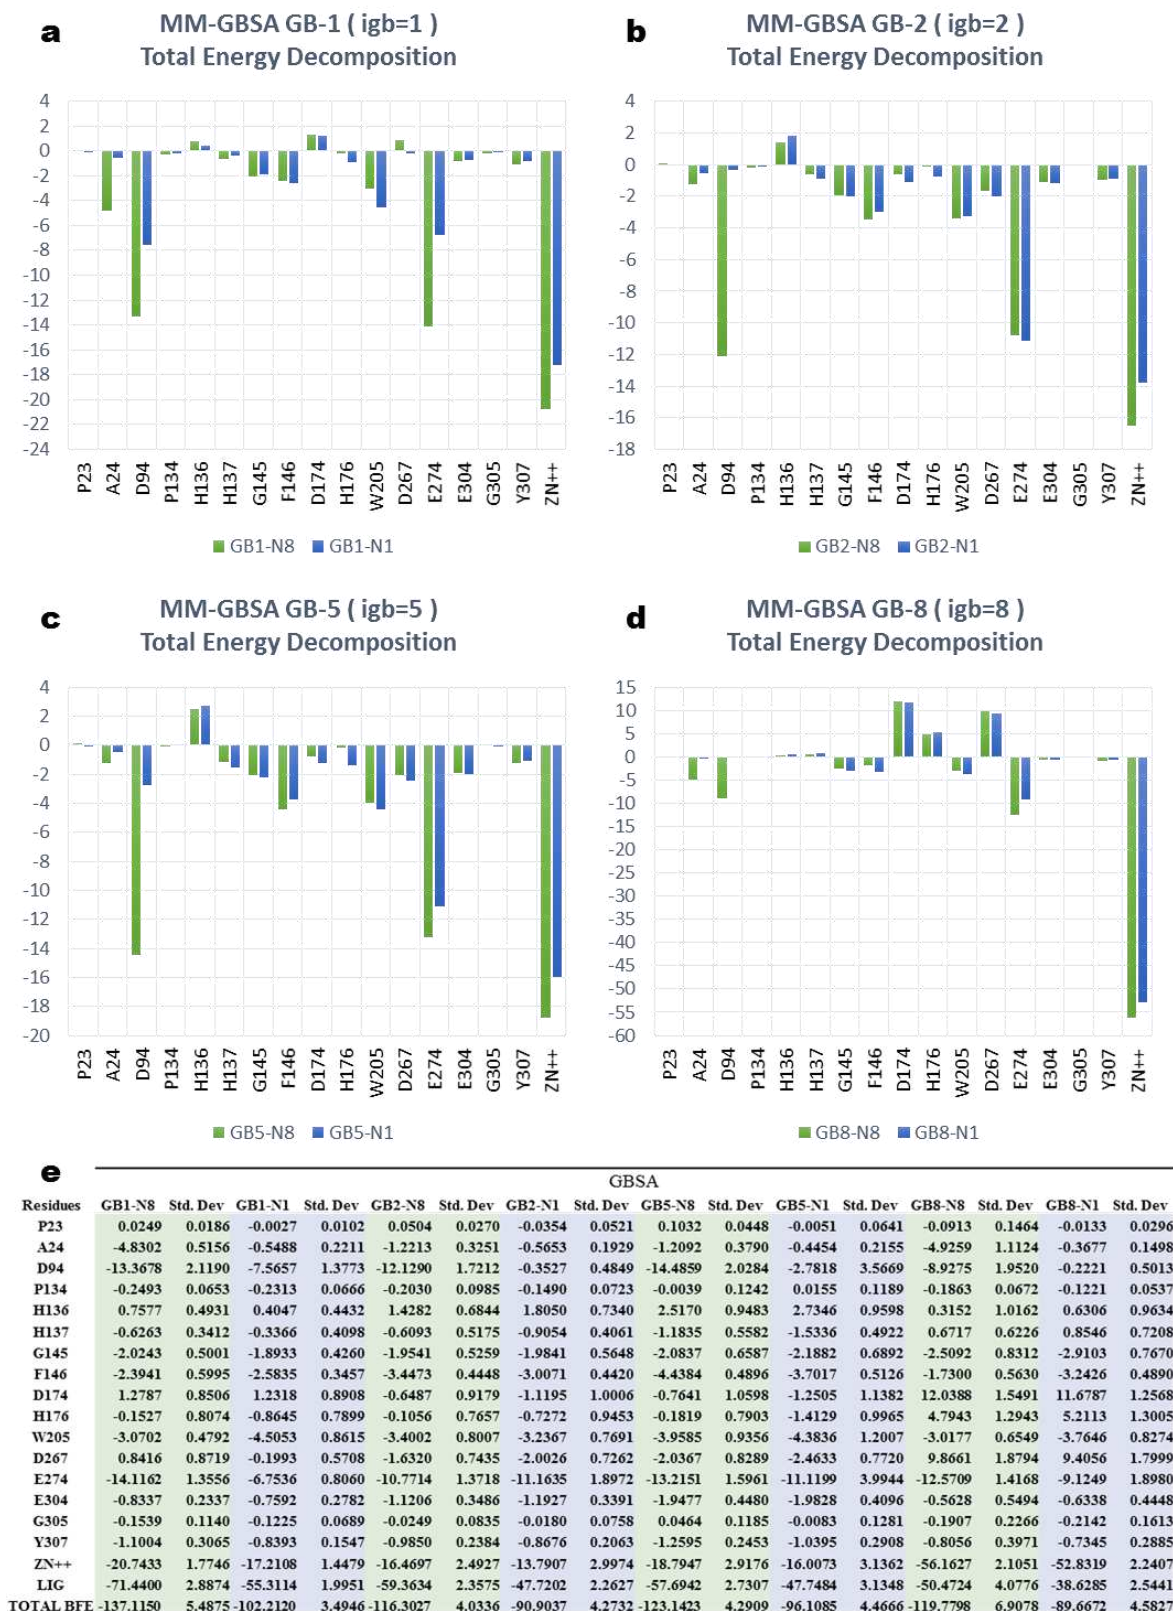 a
MM-GBSA GB-1 ( igb=1 )
Total Energy Decomposition
4
2
0
-2
-4
-6
-8
-10
-12
-14
-16
-18
-20
-22
-24
P23 A24 D94 P134 H136 H137 G145 F146 D174 H176 W205 D267 E274 E304 G305 Y307 ZN++
GB1-N8 GB1-N1
b
MM-GBSA GB-2 ( igb=2 )
Total Energy Decomposition
4
2
0
-2
-4
-6
-8
-10
-12
-14
-16
-18
P23 A24 D94 P134 H136 H137 G145 F146 D174 H176 W205 D267 E274 E304 G305 Y307 ZN++
GB2-N8 GB2-N1
c
MM-GBSA GB-5 ( igb=5 )
Total Energy Decomposition
4
2
0
-2
-4
-6
-8
-10
-12
-14
-16
-18
-20
P23 A24 D94 P134 H136 H137 G145 F146 D174 H176 W205 D267 E274 E304 G305 Y307 ZN++
GB5-N8 GB5-N1
d
MM-GBSA GB-8 ( igb=8 )
Total Energy Decomposition
15
10
5
0
-5
-10
-15
-20
-25
-30
-35
-40
-45
-50
-55
-60
P23 A24 D94 P134 H136 H137 G145 F146 D174 H176 W205 D267 E274 E304 G305 Y307 ZN++
GB8-N8 GB8-N1
e
GBSA
Residues GB1-N8 Std. Dev GB1-N1 Std. Dev GB2-N8 Std. Dev GB2-N1 Std. Dev GB5-N8 Std. Dev GB5-N1 Std. Dev GB8-N8 Std. Dev GB8-N1 Std. Dev
P23 0.0249 0.0186 -0.0027 0.0102 0.0504 0.0270 -0.0354 0.0521 0.1032 0.0448 -0.0051 0.0641 -0.0913 0.1464 -0.0133 0.0296
A24 -4.8302 0.5156 -0.5488 0.2211 -1.2213 0.3251 -0.5653 0.1929 -1.2092 0.3790 -0.4454 0.2155 -4.9259 1.1124 -0.3677 0.1498
D94 -13.3678 2.1190 -7.5657 1.3773 -12.1290 1.7212 -0.3527 0.4849 -14.4859 2.0284 -2.7818 3.5669 -8.9275 1.9520 -0.2221 0.5013
P134 -0.2493 0.0653 -0.2313 0.0666 -0.2030 0.0985 -0.1490 0.0723 -0.0039 0.1242 0.0155 0.1189 -0.1863 0.0672 -0.1221 0.0537
H136 0.7577 0.4931 0.4047 0.4432 1.4282 0.6844 1.8050 0.7340 2.5170 0.9483 2.7346 0.9598 0.3152 1.0162 0.6306 0.9634
H137 -0.6263 0.3412 -0.3366 0.4098 -0.6093 0.5175 -0.9054 0.4061 -1.1835 0.5582 -1.5336 0.4922 0.6717 0.6226 0.8546 0.7208
G145 -2.0243 0.5001 -1.8933 0.4260 -1.9541 0.5259 -1.9841 0.5648 -2.0837 0.6587 -2.1882 0.6892 -2.5092 0.8312 -2.9103 0.7670
F146 -2.3941 0.5995 -2.5835 0.3457 -3.4473 0.4448 -3.0071 0.4420 -4.4384 0.4896 -3.7017 0.5126 -1.7300 0.5630 -3.2426 0.4890
D174 1.2787 0.8506 1.2318 0.8908 -0.6487 0.9179 -1.1195 1.0006 -0.7641 1.0598 -1.2505 1.1382 12.0388 1.5491 11.6787 1.2568
H176 -0.1527 0.8074 -0.8645 0.7899 -0.1056 0.7657 -0.7272 0.9453 -0.1819 0.7903 -1.4129 0.9965 4.7943 1.2943 5.2113 1.3005
W205 -3.0702 0.4792 -4.5053 0.8615 -3.4002 0.8007 -3.2367 0.7691 -3.9585 0.9356 -4.3836 1.2007 -3.0177 0.6549 -3.7646 0.8274
D267 0.8416 0.8719 -0.1993 0.5708 -1.6320 0.7435 -2.0026 0.7262 -2.0367 0.8289 -2.4633 0.7720 9.8661 1.8794 9.4056 1.7999
E274 -14.1162 1.3556 -6.7536 0.8060 -10.7714 1.3718 -11.1635 1.8972 -13.2151 1.5961 -11.1199 3.9944 -12.5709 1.4168 -9.1249 1.8980
E304 -0.8337 0.2337 -0.7592 0.2782 -1.1206 0.3486 -1.1927 0.3391 -1.9477 0.4480 -1.9828 0.4096 -0.5628 0.5494 -0.6338 0.4448
G305 -0.1539 0.1140 -0.1225 0.0689 -0.0249 0.0835 -0.0180 0.0758 0.0464 0.1185 -0.0083 0.1281 -0.1907 0.2266 -0.2142 0.1613
Y307 -1.1004 0.3065 -0.8393 0.1547 -0.9850 0.2384 -0.8676 0.2063 -1.2595 0.2453 -1.0395 0.2908 -0.8056 0.3971 -0.7345 0.2885
ZN++ -20.7433 1.7746 -17.2108 1.4479 -16.4697 2.4927 -13.7907 2.9974 -18.7947 2.9176 -16.0073 3.1362 -56.1627 2.1051 -52.8319 2.2407
LIG -71.4400 2.8874 -55.3114 1.9951 -59.3634 2.3575 -47.7202 2.2627 -57.6942 2.7307 -47.7484 3.1348 -50.4724 4.0776 -38.6285 2.5441
TOTAL BFE -137.1150 5.4875 -102.2120 3.4946 -116.3027 4.0336 -90.9037 4.2732 -123.1423 4.2909 -96.1085 4.4666 -119.7798 6.9078 -89.6672 4.5827